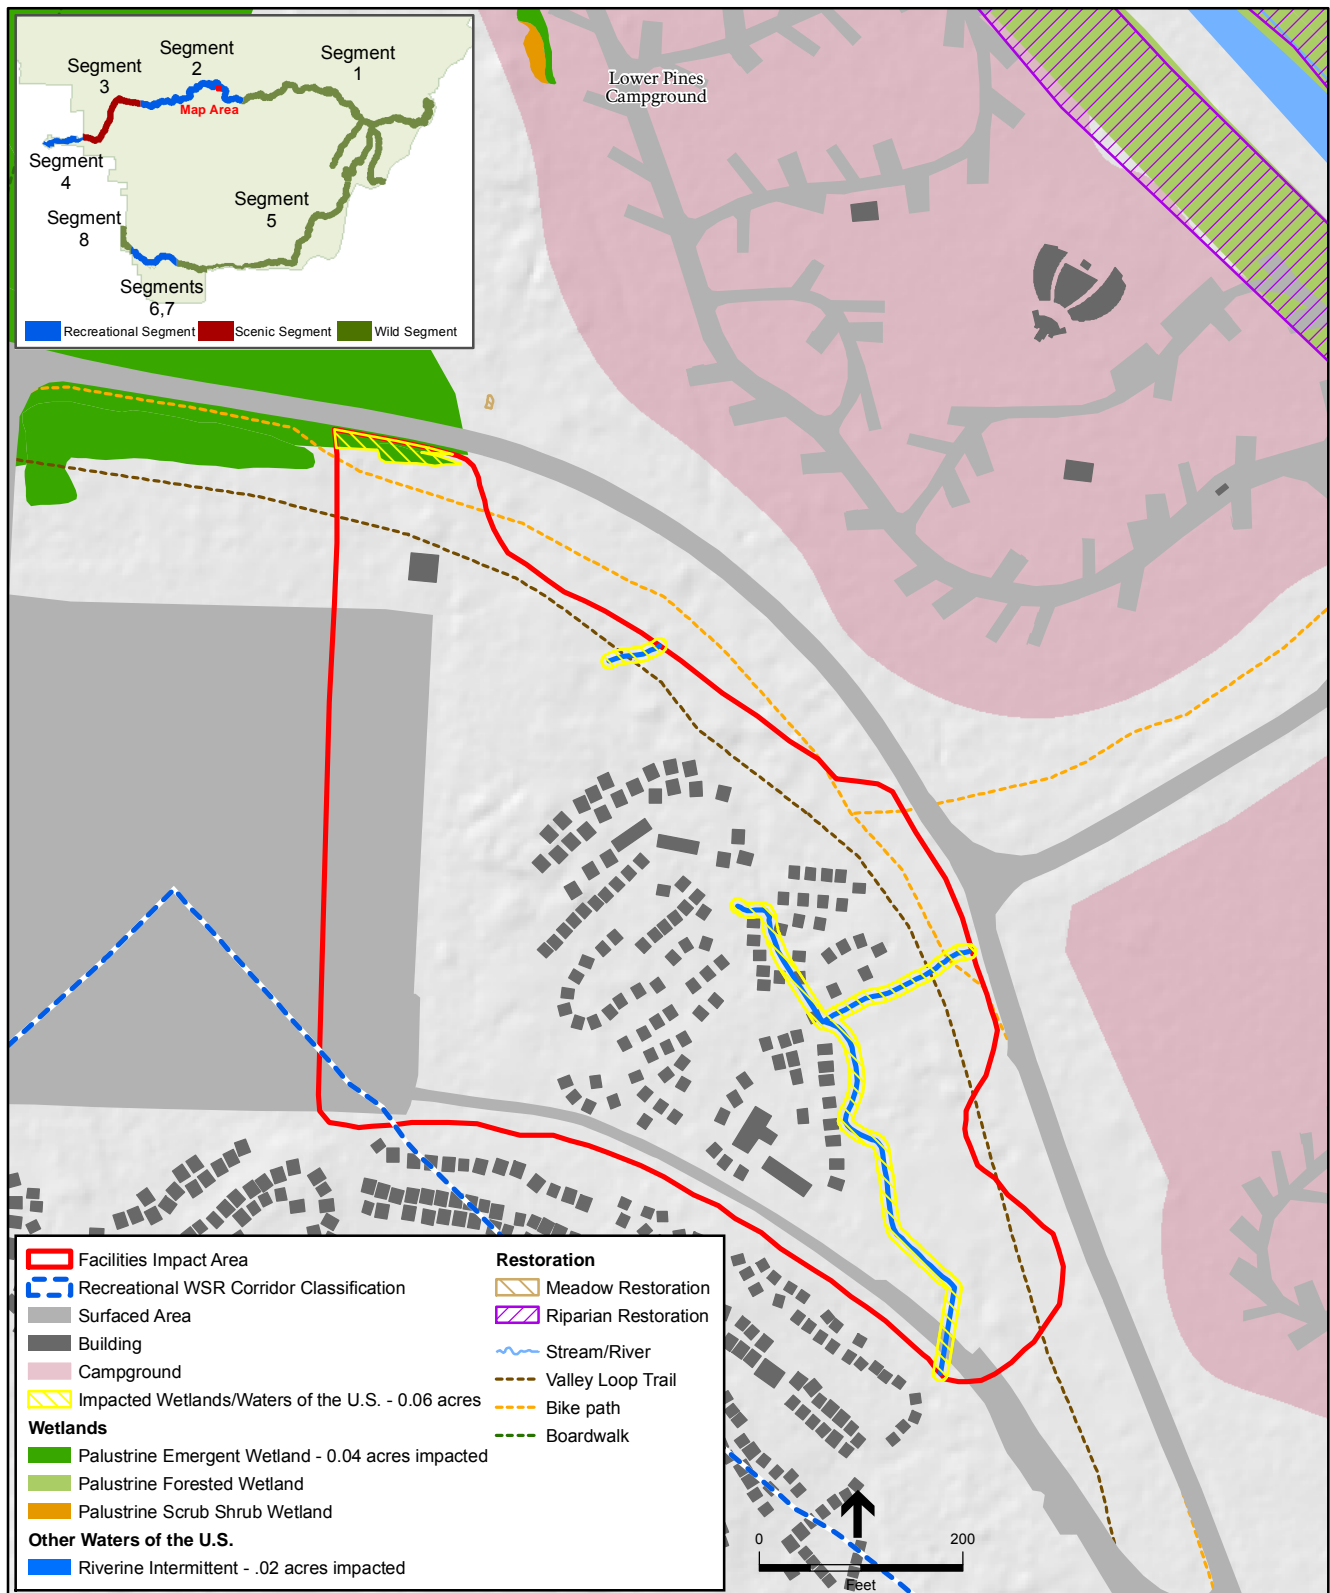 Segment
1
Segment
2
Segment
3
Map Area
Segment
4
Segment
5
Segment
8
Segments
6,7
Recreational Segment
Scenic Segment
Wild Segment
Lower Pines
Campground
Facilities Impact Area
Recreational WSR Corridor Classification
Surfaced Area
Building
Campground
Impacted Wetlands/Waters of the U.S. - 0.06 acres
Wetlands
Palustrine Emergent Wetland - 0.04 acres impacted
Palustrine Forested Wetland
Palustrine Scrub Shrub Wetland
Other Waters of the U.S.
Riverine Intermittent - .02 acres impacted
Restoration
Meadow Restoration
Riparian Restoration
Stream/River
Valley Loop Trail
Bike path
Boardwalk
0 200
Feet